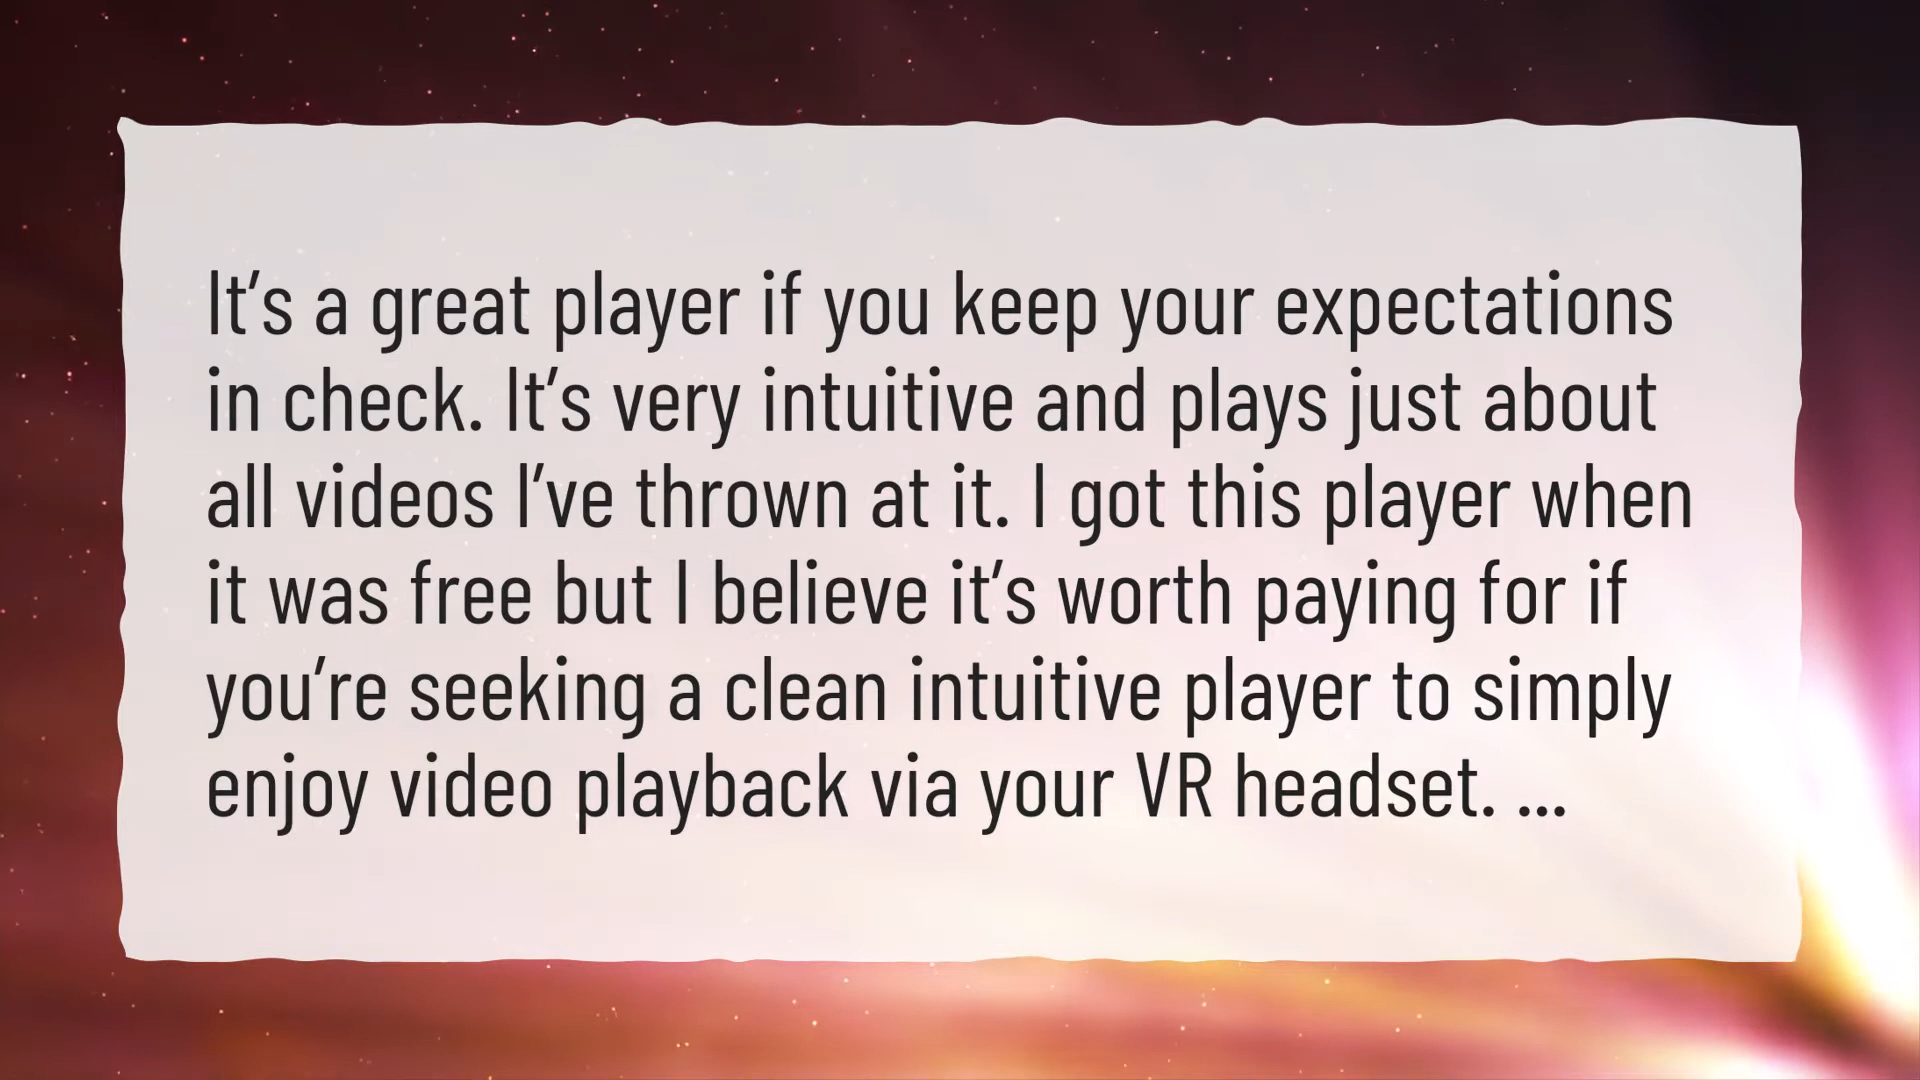 It’s a great player if you keep your expectations
in check. It’s very intuitive and plays just about
all videos I’ve thrown at it. I got this player when
it was free but I believe it’s worth paying for if
you’re seeking a clean intuitive player to simply
enjoy video playback via your VR headset. ...